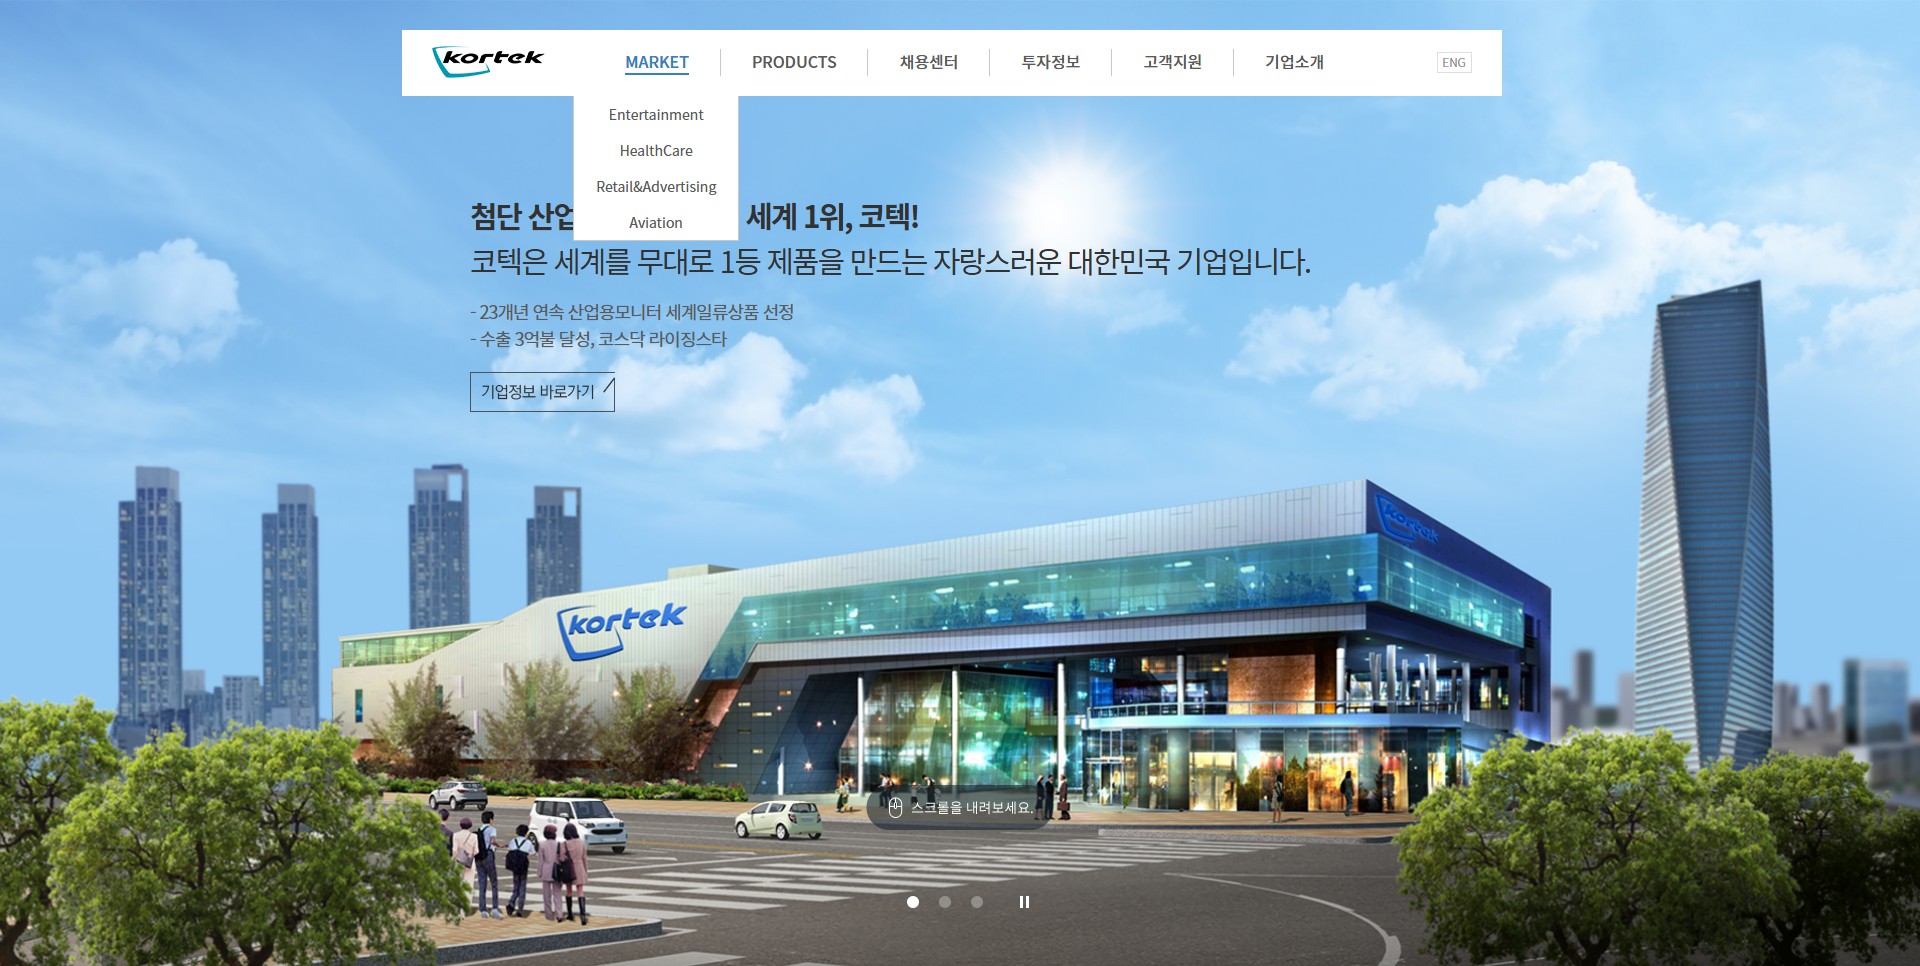 kortek
MARKET
PRODUCTS
채용센터
투자정보
고객지원
기업소개
ENG
Entertainment
HealthCare
Retail&Advertising
Aviation
첨단 산업 세계 1위, 코텍!
코텍은 세계를 무대로 1등 제품을 만드는 자랑스러운 대한민국 기업입니다.
- 23개년 연속 산업용모니터 세계일류상품 선정
- 수출 3억불 달성, 코스닥 라이징스타
기업정보 바로가기
kortek
kortek
스크롤을 내려보세요.